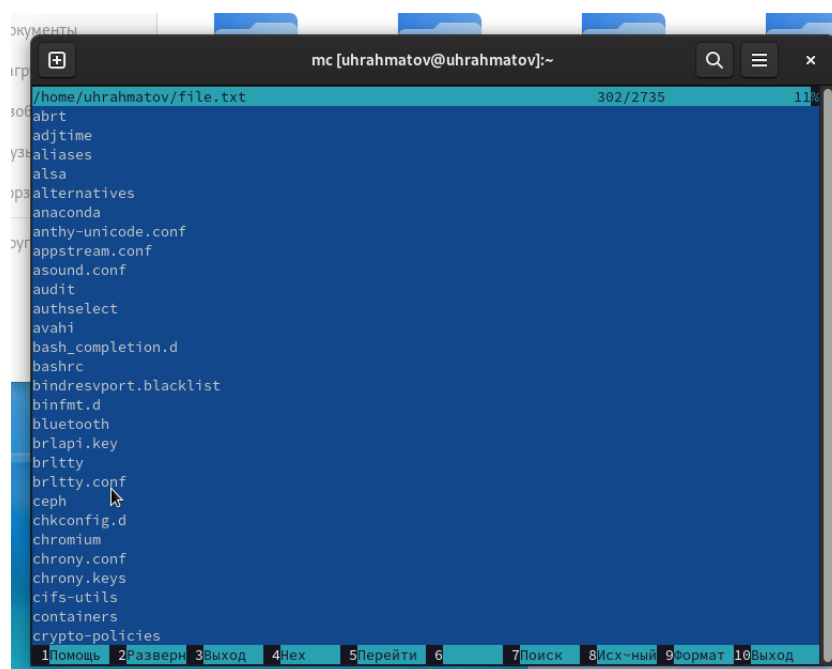 окументы
mc [uhrahmatov@uhrahmatov]:~
/home/uhrahmatov/file.txt 302/2735 11%
abrt
adjtime
aliases
alsa
alternatives
anaconda
anthy-unicode.conf
appstream.conf
asound.conf
audit
authselect
avahi
bash_completion.d
bashrc
bindresvport.blacklist
binfmt.d
bluetooth
brlapi.key
brltty
brltty.conf
ceph
chkconfig.d
chromium
chrony.conf
chrony.keys
cifs-utils
containers
crypto-policies
1Помощь 2Разверн 3Выход 4Hex 5Перейти 6 7Поиск 8Исх~ный 9Формат 10Выход